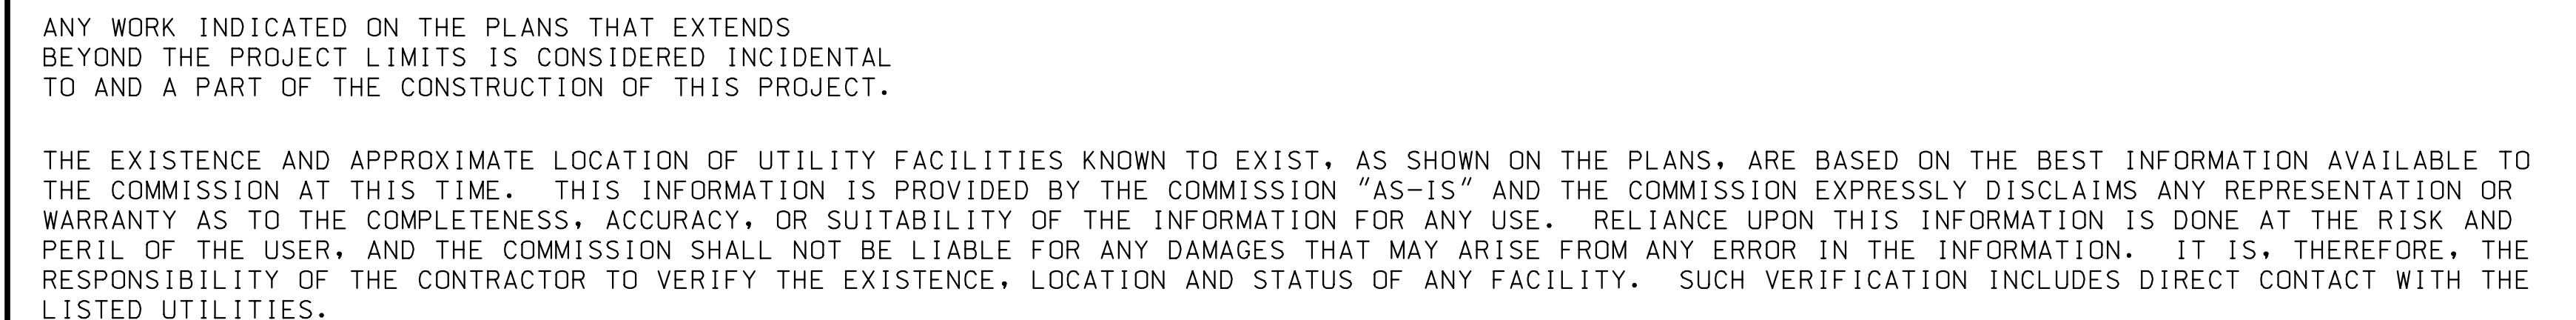 ANY WORK INDICATED ON THE PLANS THAT EXTENDS
BEYOND THE PROJECT LIMITS IS CONSIDERED INCIDENTAL
TO AND A PART OF THE CONSTRUCTION OF THIS PROJECT.
THE EXISTENCE AND APPROXIMATE LOCATION OF UTILITY FACILITIES KNOWN TO EXIST, AS SHOWN ON THE PLANS, ARE BASED ON THE BEST INFORMATION AVAILABLE TO
THE COMMISSION AT THIS TIME.  THIS INFORMATION IS PROVIDED BY THE COMMISSION "AS-IS" AND THE COMMISSION EXPRESSLY DISCLAIMS ANY REPRESENTATION OR
WARRANTY AS TO THE COMPLETENESS, ACCURACY, OR SUITABILITY OF THE INFORMATION FOR ANY USE.  RELIANCE UPON THIS INFORMATION IS DONE AT THE RISK AND
PERIL OF THE USER, AND THE COMMISSION SHALL NOT BE LIABLE FOR ANY DAMAGES THAT MAY ARISE FROM ANY ERROR IN THE INFORMATION.  IT IS, THEREFORE, THE
RESPONSIBILITY OF THE CONTRACTOR TO VERIFY THE EXISTENCE, LOCATION AND STATUS OF ANY FACILITY.  SUCH VERIFICATION INCLUDES DIRECT CONTACT WITH THE
LISTED UTILITIES.